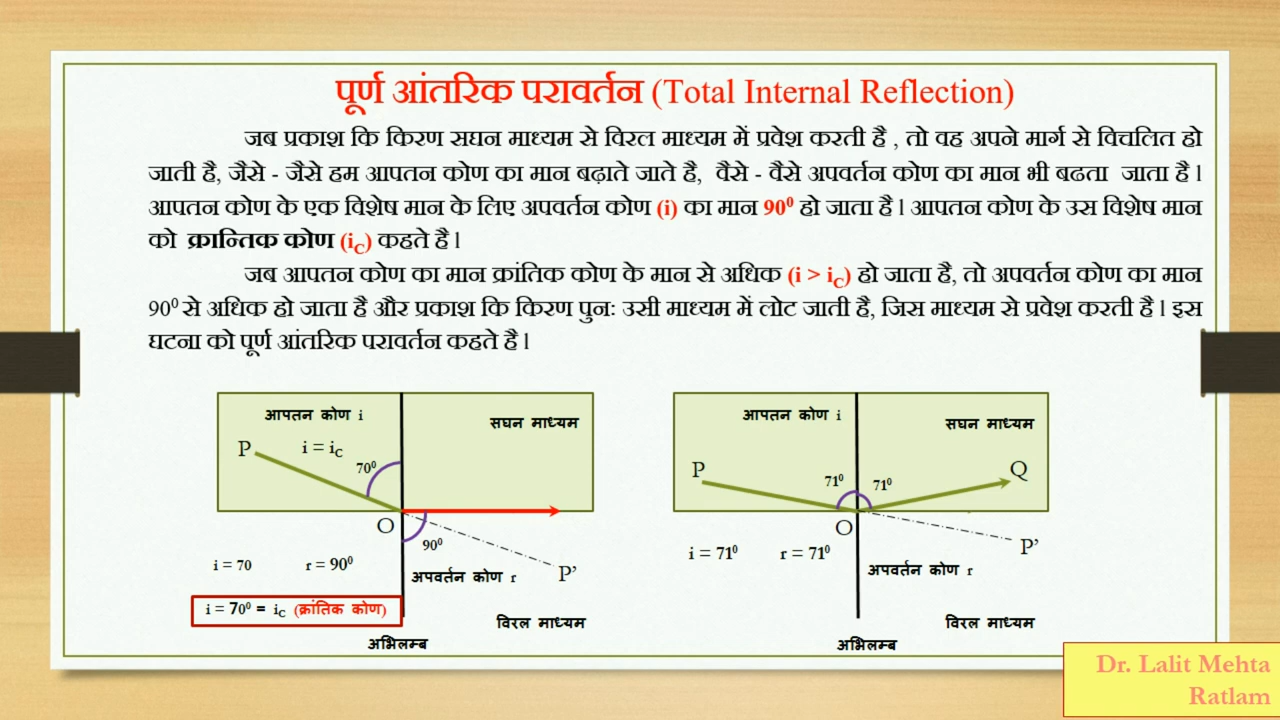 पूर्ण आंतरिक परावर्तन (Total Internal Reflection)
जब प्रकाश कि किरण सघन माध्यम से विरल माध्यम में प्रवेश करती है , तो वह अपने मार्ग से विचलित हो
जाती है, जैसे - जैसे हम आपतन कोण का मान बढ़ाते जाते है, वैसे - वैसे अपवर्तन कोण का मान भी बढता जाता है l
आपतन कोण के एक विशेष मान के लिए अपवर्तन कोण (i) का मान 90⁰ हो जाता है l आपतन कोण के उस विशेष मान
को क्रान्तिक कोण (i_C) कहते है l
जब आपतन कोण का मान क्रांतिक कोण के मान से अधिक (i > i_C) हो जाता है, तो अपवर्तन कोण का मान
90⁰ से अधिक हो जाता है और प्रकाश कि किरण पुनः उसी माध्यम में लोट जाती है, जिस माध्यम से प्रवेश करती है l इस
घटना को पूर्ण आंतरिक परावर्तन कहते है l
आपतन कोण i
सघन माध्यम
P
i = i_C
70⁰
O
90⁰
i = 70
r = 90⁰
अपवर्तन कोण r
P’
i = 70⁰ = i_C (क्रांतिक कोण)
विरल माध्यम
अभिलम्ब
आपतन कोण i
सघन माध्यम
P
Q
71⁰
71⁰
O
P’
i = 71⁰
r = 71⁰
अपवर्तन कोण r
विरल माध्यम
अभिलम्ब
Dr. Lalit Mehta
Ratlam